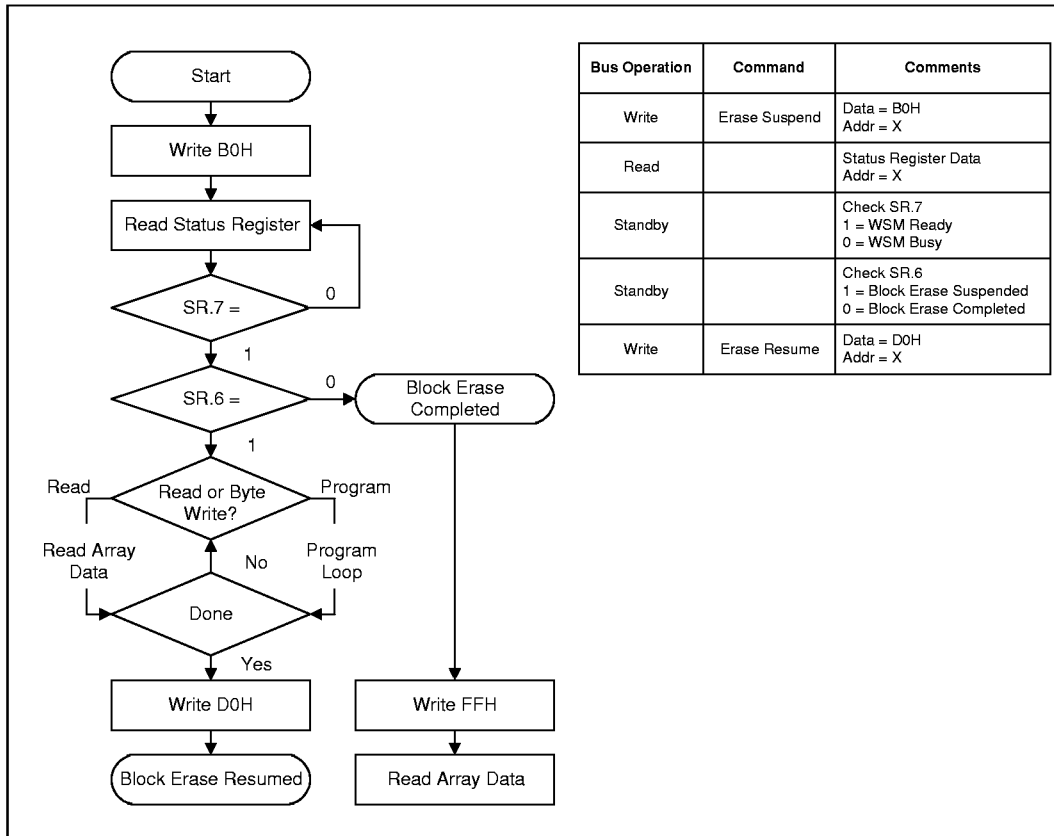 Start
Write B0H
Read Status Register
0
SR.7 =
1
0
SR.6 =
Block Erase
Completed
1
Read
Program
Read or Byte
Write?
Read Array
Data
No
Program
Loop
Done
Yes
Write D0H
Write FFH
Block Erase Resumed
Read Array Data
Bus Operation Command Comments
Write Erase Suspend Data = B0H
Addr = X
Read Status Register Data
Addr = X
Standby Check SR.7
1 = WSM Ready
0 = WSM Busy
Standby Check SR.6
1 = Block Erase Suspended
0 = Block Erase Completed
Write Erase Resume Data = D0H
Addr = X